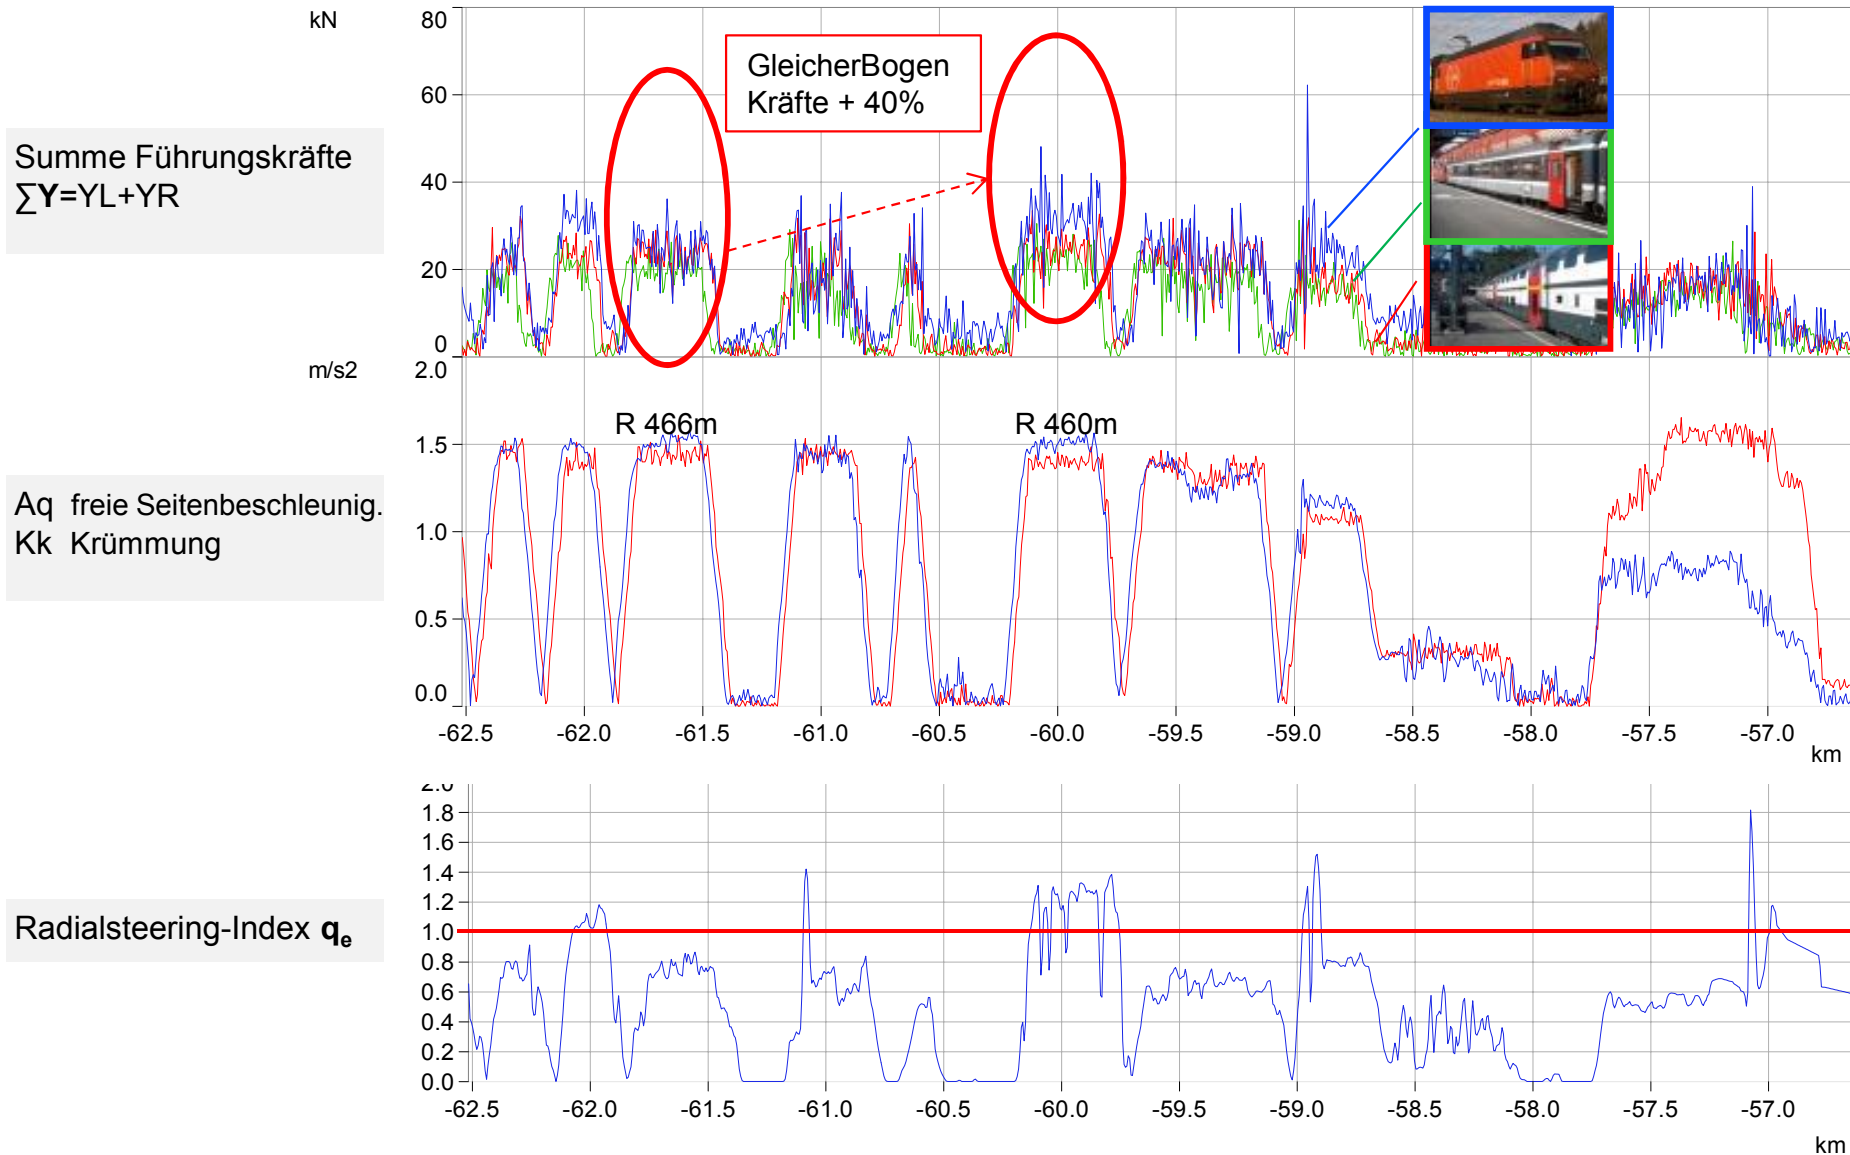 kN
80
60
40
20
0
GleicherBogen
Kräfte + 40%
Summe Führungskräfte
∑Y=YL+YR
m/s2
2.0
1.5
1.0
0.5
0.0
R 466m
R 460m
Aq freie Seitenbeschleunig.
Kk Krümmung
-62.5 -62.0 -61.5 -61.0 -60.5 -60.0 -59.5 -59.0 -58.5 -58.0 -57.5 -57.0
km
2.0
1.8
1.6
1.4
1.2
1.0
0.8
0.6
0.4
0.2
0.0
Radialsteering-Index qe
-62.5 -62.0 -61.5 -61.0 -60.5 -60.0 -59.5 -59.0 -58.5 -58.0 -57.5 -57.0
km